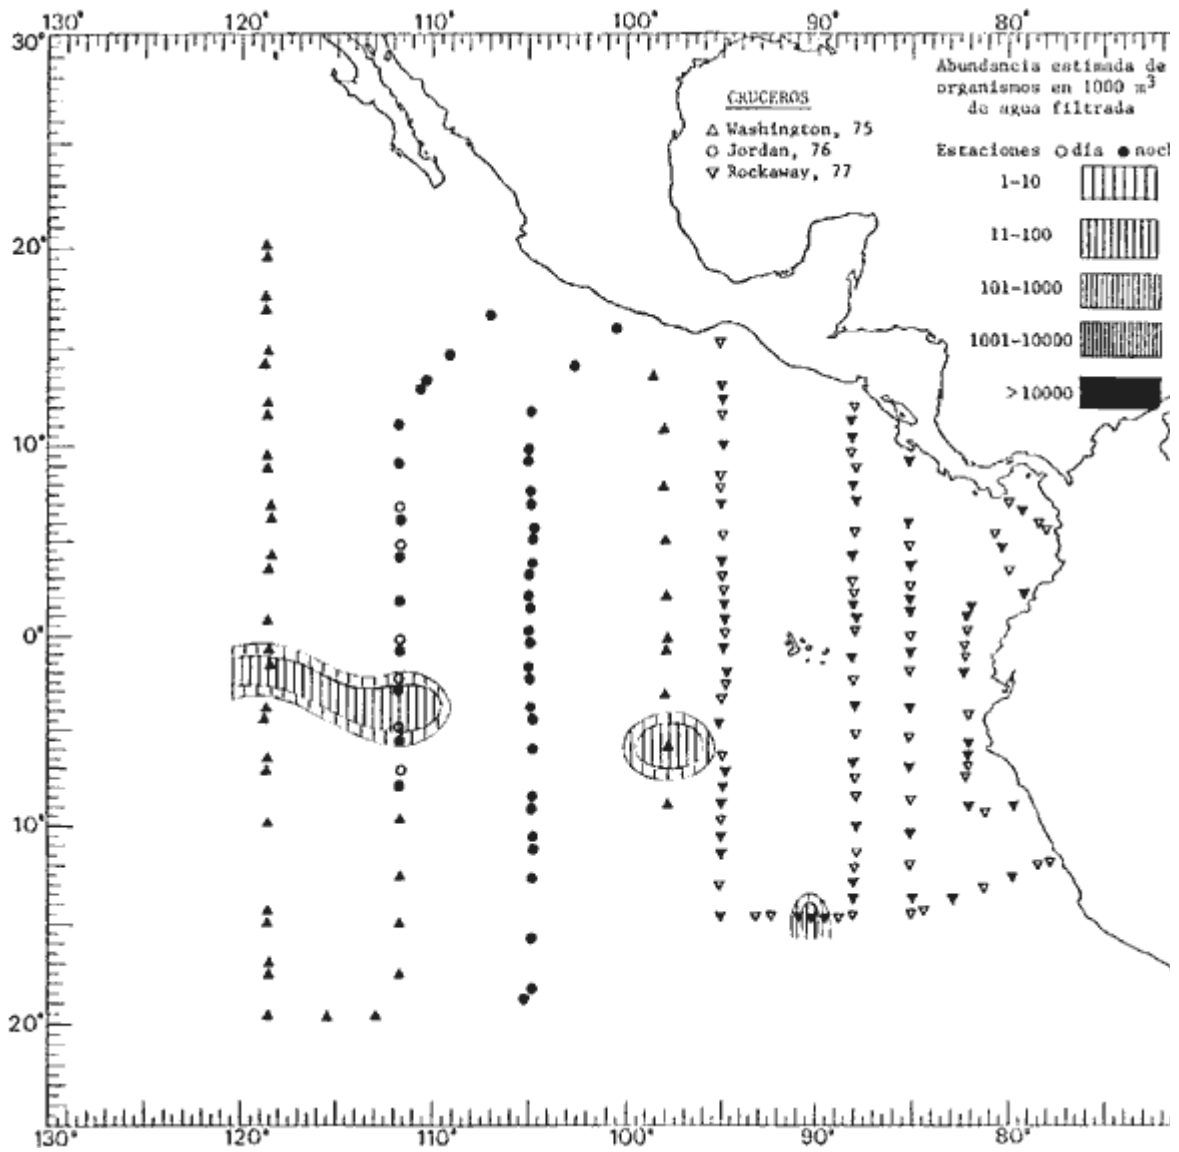 130° 120° 110° 100° 90° 80°
30°
Abundancia estimada de
organismos en 1000 m³
de agua filtrada
CRUCEROS
△ Washington, 75
○ Jordan, 76
▽ Rockaway, 77
Estaciones ○ día ● noc
1-10
11-100
101-1000
1001-10000
>10000
20°
10°
0°
10°
20°
130° 120° 110° 100° 90° 80°